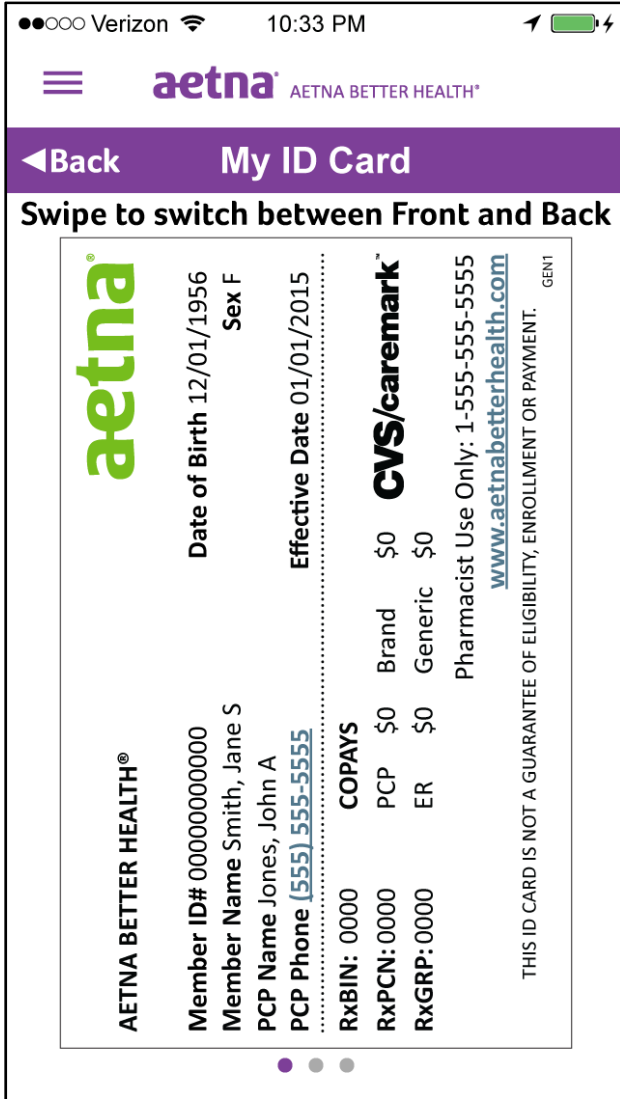 Verizon 10:33 PM
aetna® AETNA BETTER HEALTH®
◀Back My ID Card
Swipe to switch between Front and Back
aetna®
AETNA BETTER HEALTH®
Member ID# 00000000000 Date of Birth 12/01/1956
Member Name Smith, Jane S Sex F
PCP Name Jones, John A
PCP Phone (555) 555-5555 Effective Date 01/01/2015
RxBIN: 0000 COPAYS
RxPCN: 0000 PCP $0 Brand $0 CVS/caremark™
RxGRP: 0000 ER $0 Generic $0
Pharmacist Use Only: 1-555-555-5555
www.aetnabetterhealth.com
THIS ID CARD IS NOT A GUARANTEE OF ELIGIBILITY, ENROLLMENT OR PAYMENT.
GEN1